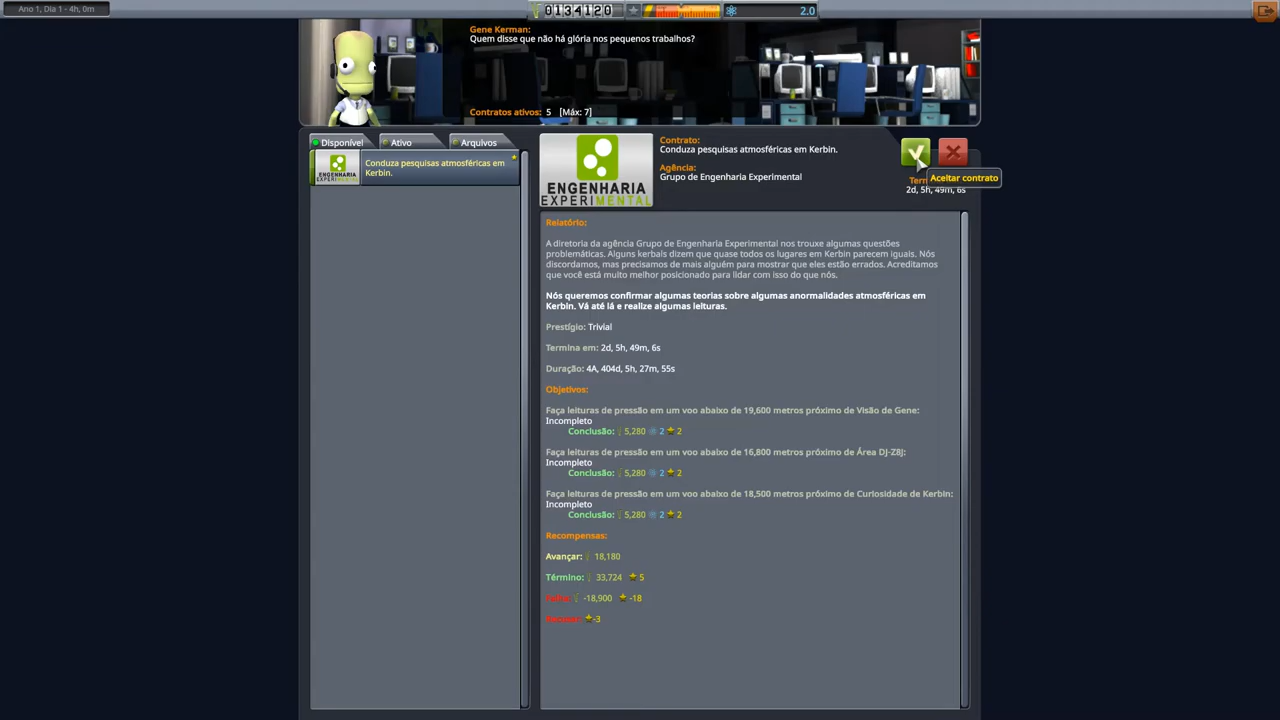 Ano 1, Dia 1 - 4h, 0m
0134120
2.0
Gene Kerman:
Quem disse que não há glória nos pequenos trabalhos?
Contratos ativos: 5 [Máx: 7]
Disponível
Ativo
Arquivos
Conduza pesquisas atmosféricas em
Kerbin.
ENGENHARIA
EXPERIMENTAL
ENGENHARIA
EXPERIMENTAL
Contrato:
Conduza pesquisas atmosféricas em Kerbin.
Agência:
Grupo de Engenharia Experimental
Aceitar contrato
2d, 5h, 49m, 6s
Relatório:
A diretoria da agência Grupo de Engenharia Experimental nos trouxe algumas questões
problemáticas. Alguns kerbals dizem que quase todos os lugares em Kerbin parecem iguais. Nós
discordamos, mas precisamos de mais alguém para mostrar que eles estão errados. Acreditamos
que você está muito melhor posicionado para lidar com isso do que nós.
Nós queremos confirmar algumas teorias sobre algumas anormalidades atmosféricas em
Kerbin. Vá até lá e realize algumas leituras.
Prestígio: Trivial
Termina em: 2d, 5h, 49m, 6s
Duração: 4A, 404d, 5h, 27m, 55s
Objetivos:
Faça leituras de pressão em um voo abaixo de 19,600 metros próximo de Visão de Gene:
Incompleto
Conclusão: 5,280 2 2
Faça leituras de pressão em um voo abaixo de 16,800 metros próximo de Área DJ-Z8J:
Incompleto
Conclusão: 5,280 2 2
Faça leituras de pressão em um voo abaixo de 18,500 metros próximo de Curiosidade de Kerbin:
Incompleto
Conclusão: 5,280 2 2
Recompensas:
Avançar: 18,180
Término: 33,724 5
-18,900 -18
-3